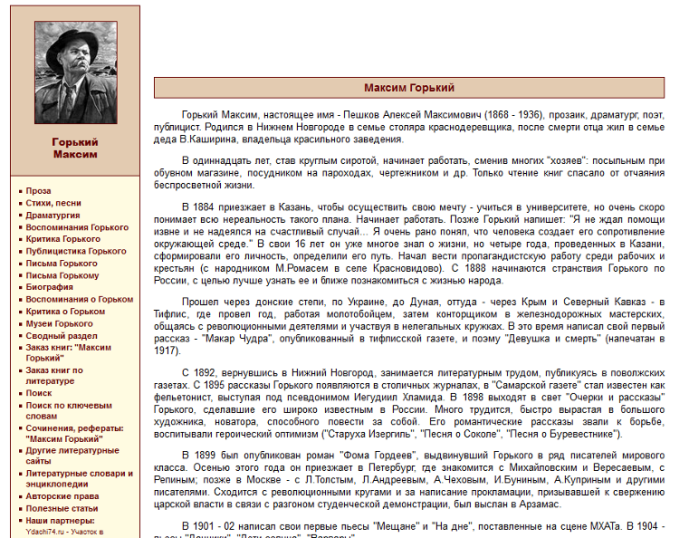 Горький
Максим
Проза
Стихи, песни
Драматургия
Воспоминания Горького
Критика Горького
Публицистика Горького
Письма Горького
Письма Горькому
Биография
Воспоминания о Горьком
Критика о Горьком
Музеи Горького
Сводный раздел
Заказ книг: "Максим
Горький"
Заказ книг по
литературе
Поиск
Поиск по ключевым
словам
Сочинения, рефераты:
"Максим Горький"
Другие литературные
сайты
Литературные словари и
энциклопедии
Авторские права
Полезные статьи
Наши партнеры:
Ydachi74.ru - Участок в
Максим Горький
Горький Максим, настоящее имя - Пешков Алексей Максимович (1868 - 1936), прозаик, драматург, поэт,
публицист. Родился в Нижнем Новгороде в семье столяра краснодеревщика, после смерти отца жил в семье
деда В.Каширина, владельца красильного заведения.
В одиннадцать лет, став круглым сиротой, начинает работать, сменив многих "хозяев": посыльным при
обувном магазине, посудником на пароходах, чертежником и др. Только чтение книг спасало от отчаяния
беспросветной жизни.
В 1884 приезжает в Казань, чтобы осуществить свою мечту - учиться в университете, но очень скоро
понимает всю нереальность такого плана. Начинает работать. Позже Горький напишет: "Я не ждал помощи
извне и не надеялся на счастливый случай... Я очень рано понял, что человека создает его сопротивление
окружающей среде." В свои 16 лет он уже многое знал о жизни, но четыре года, проведенных в Казани,
сформировали его личность, определили его путь. Начал вести пропагандистскую работу среди рабочих и
крестьян (с народником М.Ромасем в селе Красновидово). С 1888 начинаются странствия Горького по
России, с целью лучше узнать ее и ближе познакомиться с жизнью народа.
Прошел через донские степи, по Украине, до Дуная, оттуда - через Крым и Северный Кавказ - в
Тифлис, где провел год, работая молотобойцем, затем конторщиком в железнодорожных мастерских,
общаясь с революционными деятелями и участвуя в нелегальных кружках. В это время написал свой первый
рассказ - "Макар Чудра", опубликованный в тифлисской газете, и поэму "Девушка и смерть" (напечатан в
1917).
С 1892, вернувшись в Нижний Новгород, занимается литературным трудом, публикуясь в поволжских
газетах. С 1895 рассказы Горького появляются в столичных журналах, в "Самарской газете" стал известен как
фельетонист, выступая под псевдонимом Иегудиил Хламида. В 1898 выходят в свет "Очерки и рассказы"
Горького, сделавшие его широко известным в России. Много трудится, быстро вырастая в большого
художника, новатора, способного повести за собой. Его романтические рассказы звали к борьбе,
воспитывали героический оптимизм ("Старуха Изергиль", "Песня о Соколе", "Песня о Буревестнике").
В 1899 был опубликован роман "Фома Гордеев", выдвинувший Горького в ряд писателей мирового
класса. Осенью этого года он приезжает в Петербург, где знакомится с Михайловским и Вересаевым, с
Репиным; позже в Москве - с Л.Толстым, Л.Андреевым, А.Чеховым, И.Буниным, А.Куприным и другими
писателями. Сходится с революционными кругами и за написание прокламации, призывавшей к свержению
царской власти в связи с разгоном студенческой демонстрации, был выслан в Арзамас.
В 1901 - 02 написал свои первые пьесы "Мещане" и "На дне", поставленные на сцене МХАТа. В 1904 -